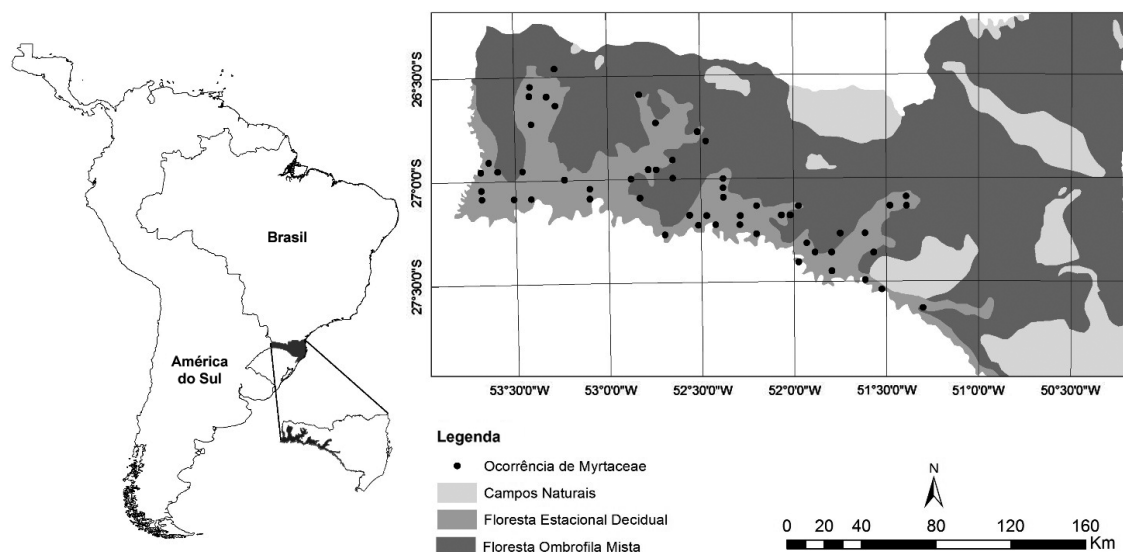 Brasil
América
do Sul
26°30'0"S
27°0'0"S
27°30'0"S
53°30'0"W
53°0'0"W
52°30'0"W
52°0'0"W
51°30'0"W
51°0'0"W
50°30'0"W
Legenda
Ocorrência de Myrtaceae
Campos Naturais
Floresta Estacional Decidual
Floresta Ombrofila Mista
N
0 10 20 40 80 120 160
Km